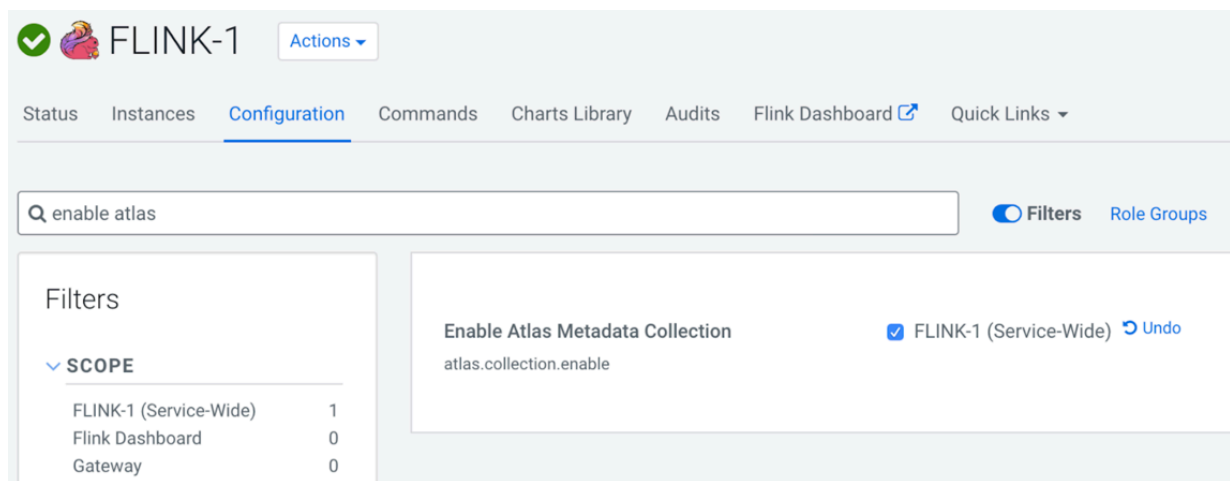 FLINK-1 Actions
Status Instances Configuration Commands Charts Library Audits Flink Dashboard Quick Links
enable atlas
Filters Role Groups
Filters
SCOPE
FLINK-1 (Service-Wide) 1
Flink Dashboard 0
Gateway 0
Enable Atlas Metadata Collection
atlas.collection.enable
FLINK-1 (Service-Wide) Undo